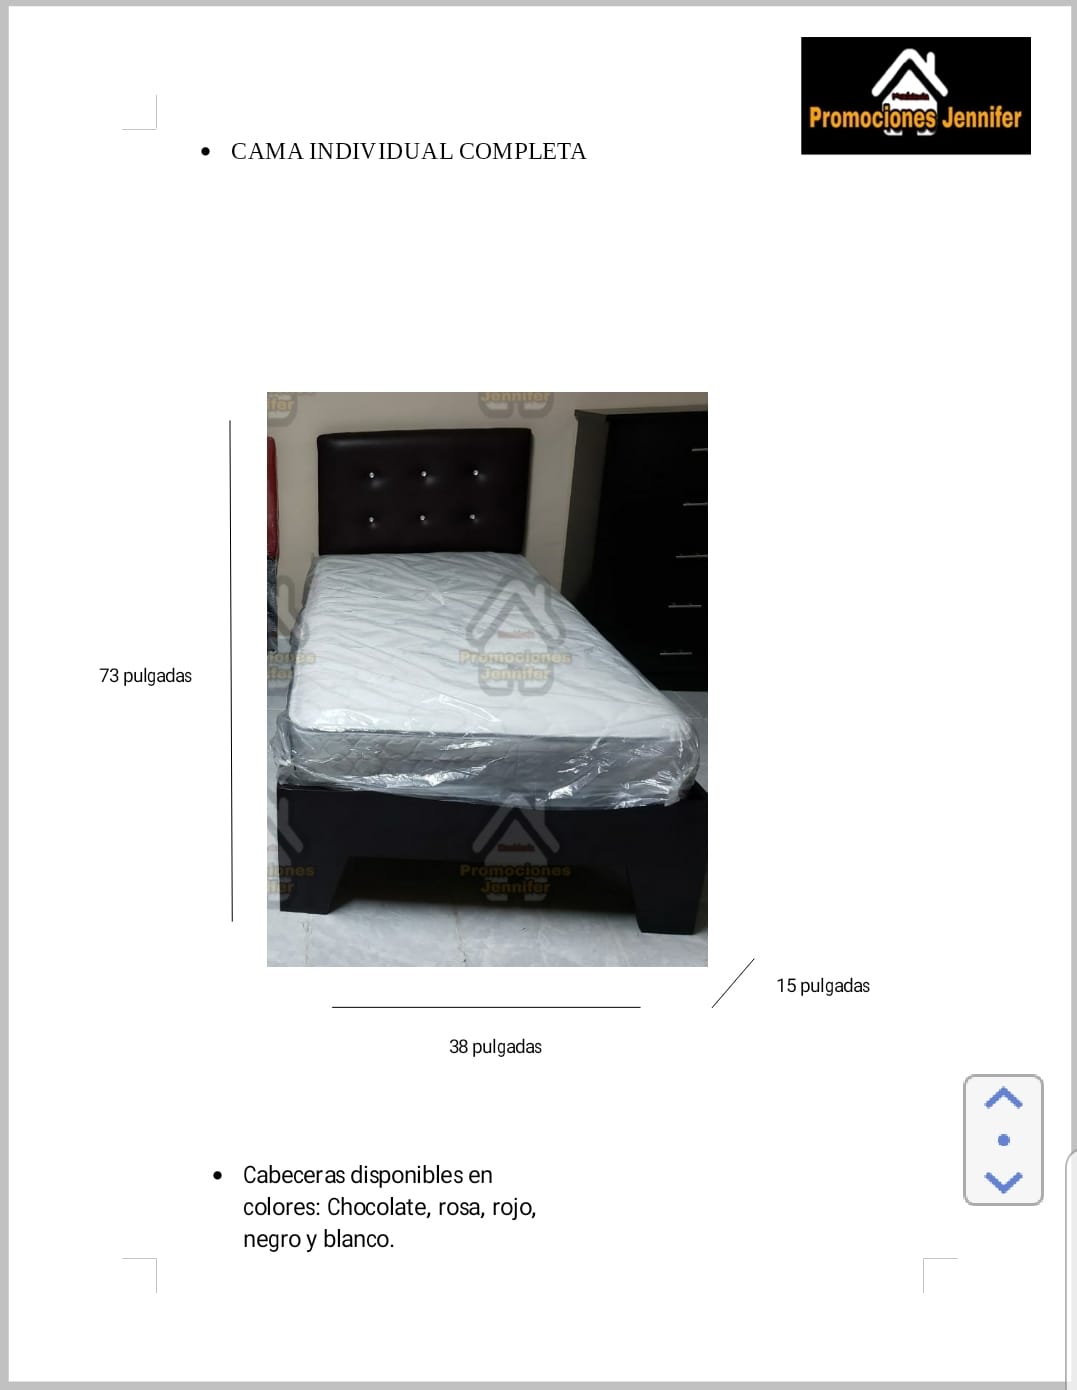 Promociones Jennifer
CAMA INDIVIDUAL COMPLETA
Jennifer
fer
73 pulgadas
Promociones
Jennifer
Promociones
Jennifer
15 pulgadas
38 pulgadas
Cabeceras disponibles en
colores: Chocolate, rosa, rojo,
negro y blanco.